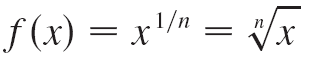 f(x) = x^{1/n} = \sqrt[n]{x}